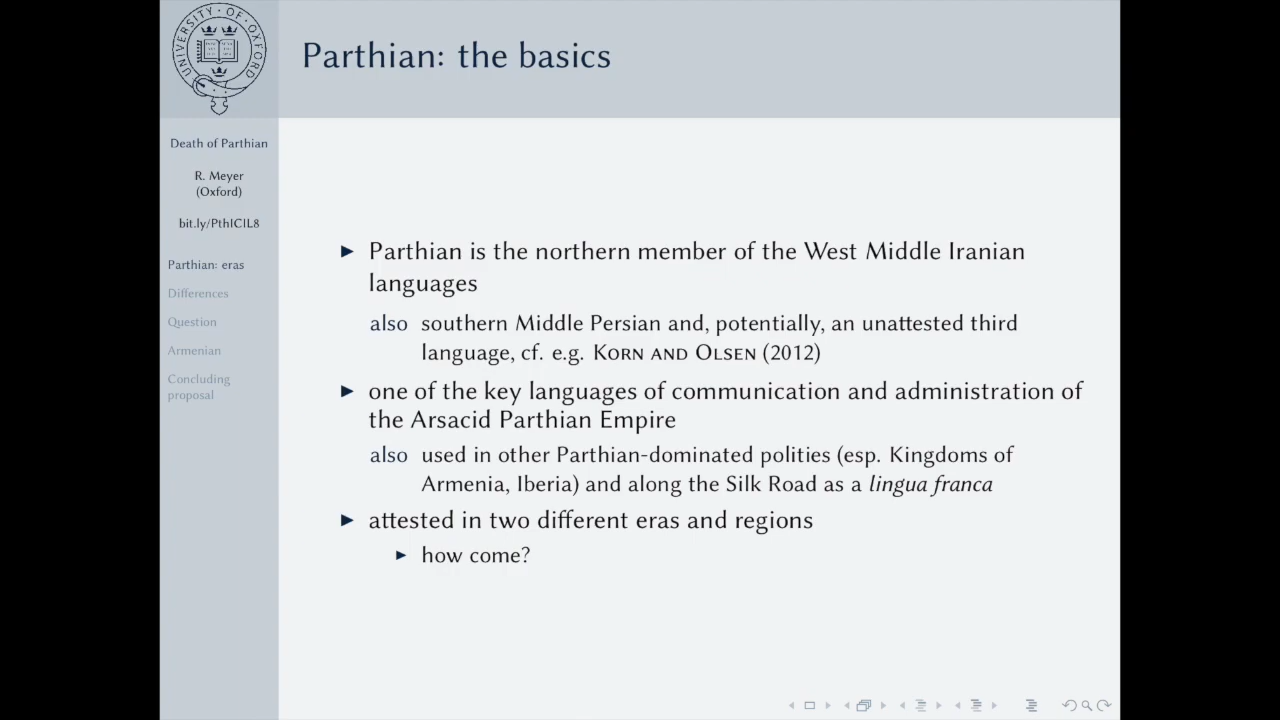 UNIVERSITY OF OXFORD
Parthian: the basics
Death of Parthian
R. Meyer
(Oxford)
bit.ly/PthICIL8
Parthian: eras
Differences
Question
Armenian
Concluding
proposal
Parthian is the northern member of the West Middle Iranian
languages
also southern Middle Persian and, potentially, an unattested third
language, cf. e.g. KORN AND OLSEN (2012)
one of the key languages of communication and administration of
the Arsacid Parthian Empire
also used in other Parthian-dominated polities (esp. Kingdoms of
Armenia, Iberia) and along the Silk Road as a lingua franca
attested in two different eras and regions
how come?